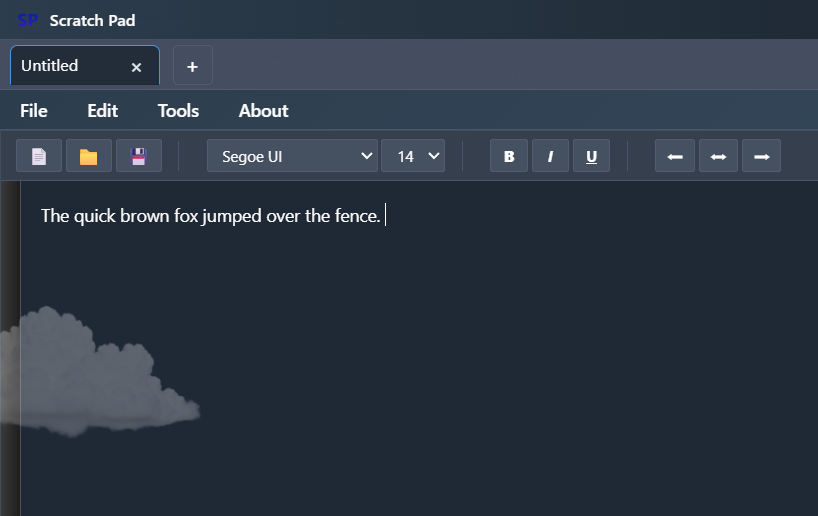 SP Scratch Pad
Untitled × +
File Edit Tools About
Segoe UI 14 B I U
The quick brown fox jumped over the fence.